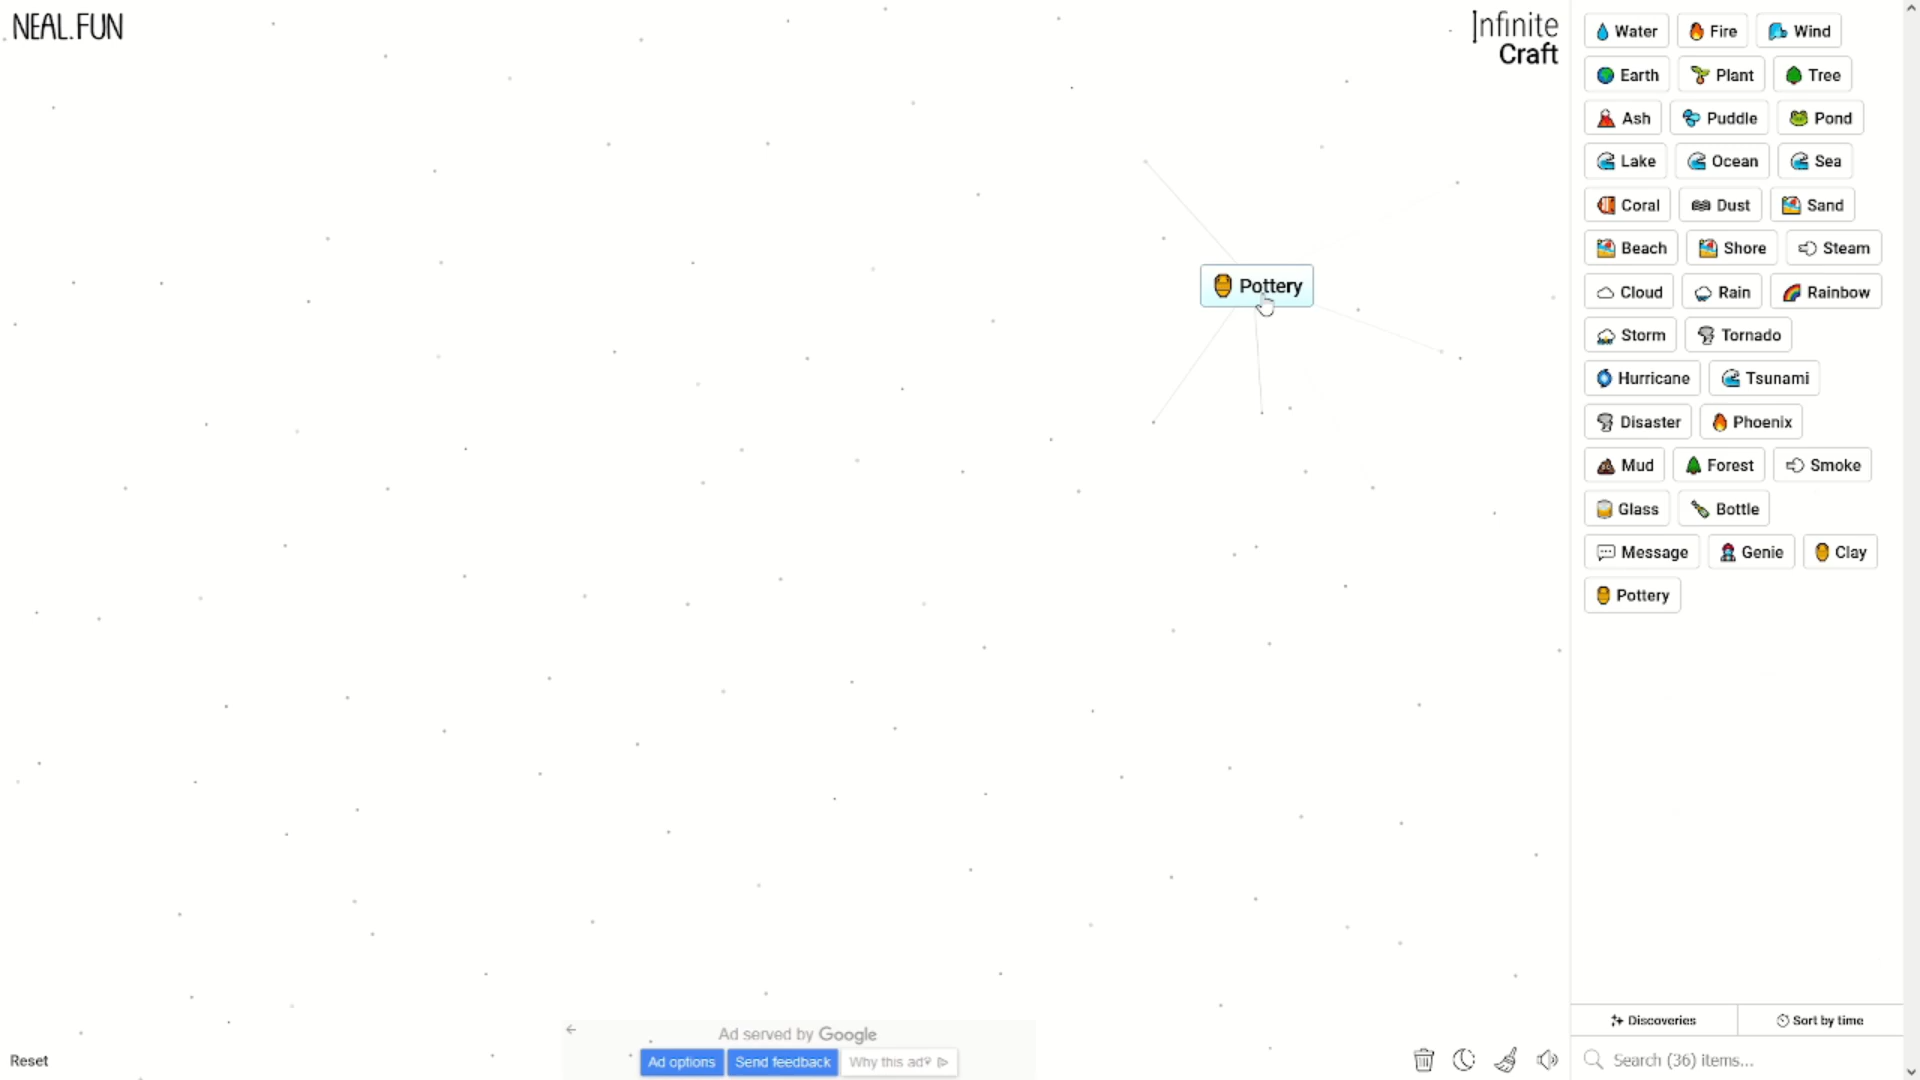 NEAL.FUN
Infinite
Craft
Pottery
Water Fire Wind
Earth Plant Tree
Ash Puddle Pond
Lake Ocean Sea
Coral Dust Sand
Beach Shore Steam
Cloud Rain Rainbow
Storm Tornado
Hurricane Tsunami
Disaster Phoenix
Mud Forest Smoke
Glass Bottle
Message Genie Clay
Pottery
Discoveries Sort by time
Search (36) items...
Ad served by Google
Ad options Send feedback Why this ad?
Reset